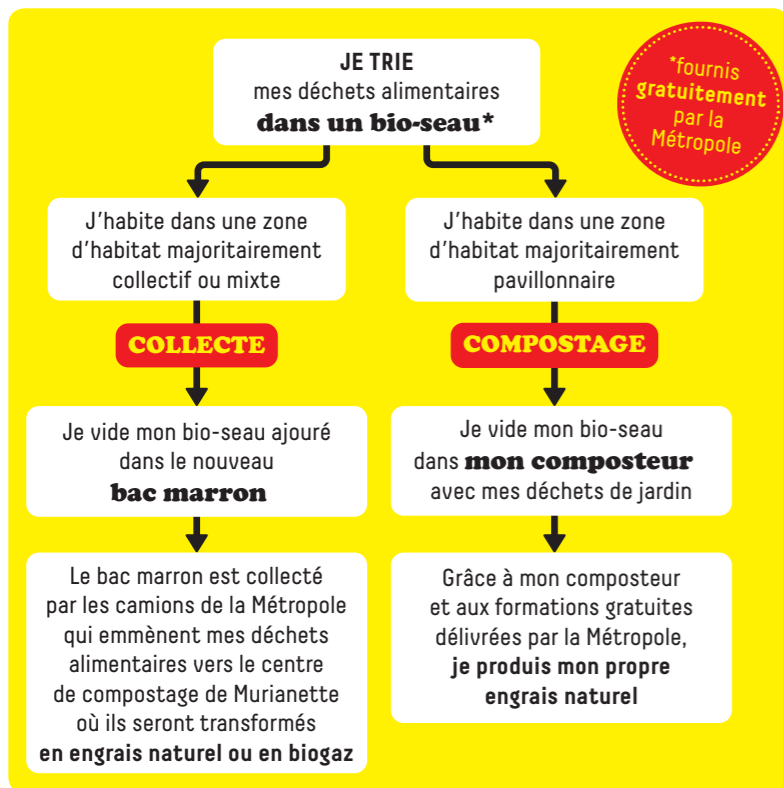 JE TRIE
mes déchets alimentaires
dans un bio-seau*
*fournis
gratuitement
par la
Métropole
J'habite dans une zone
d'habitat majoritairement
collectif ou mixte
COLLECTE
Je vide mon bio-seau ajouré
dans le nouveau
bac marron
Le bac marron est collecté
par les camions de la Métropole
qui emmènent mes déchets
alimentaires vers le centre
de compostage de Murianette
où ils seront transformés
en engrais naturel ou en biogaz
J'habite dans une zone
d'habitat majoritairement
pavillonnaire
COMPOSTAGE
Je vide mon bio-seau
dans mon composteur
avec mes déchets de jardin
Grâce à mon composteur
et aux formations gratuites
délivrées par la Métropole,
je produis mon propre
engrais naturel